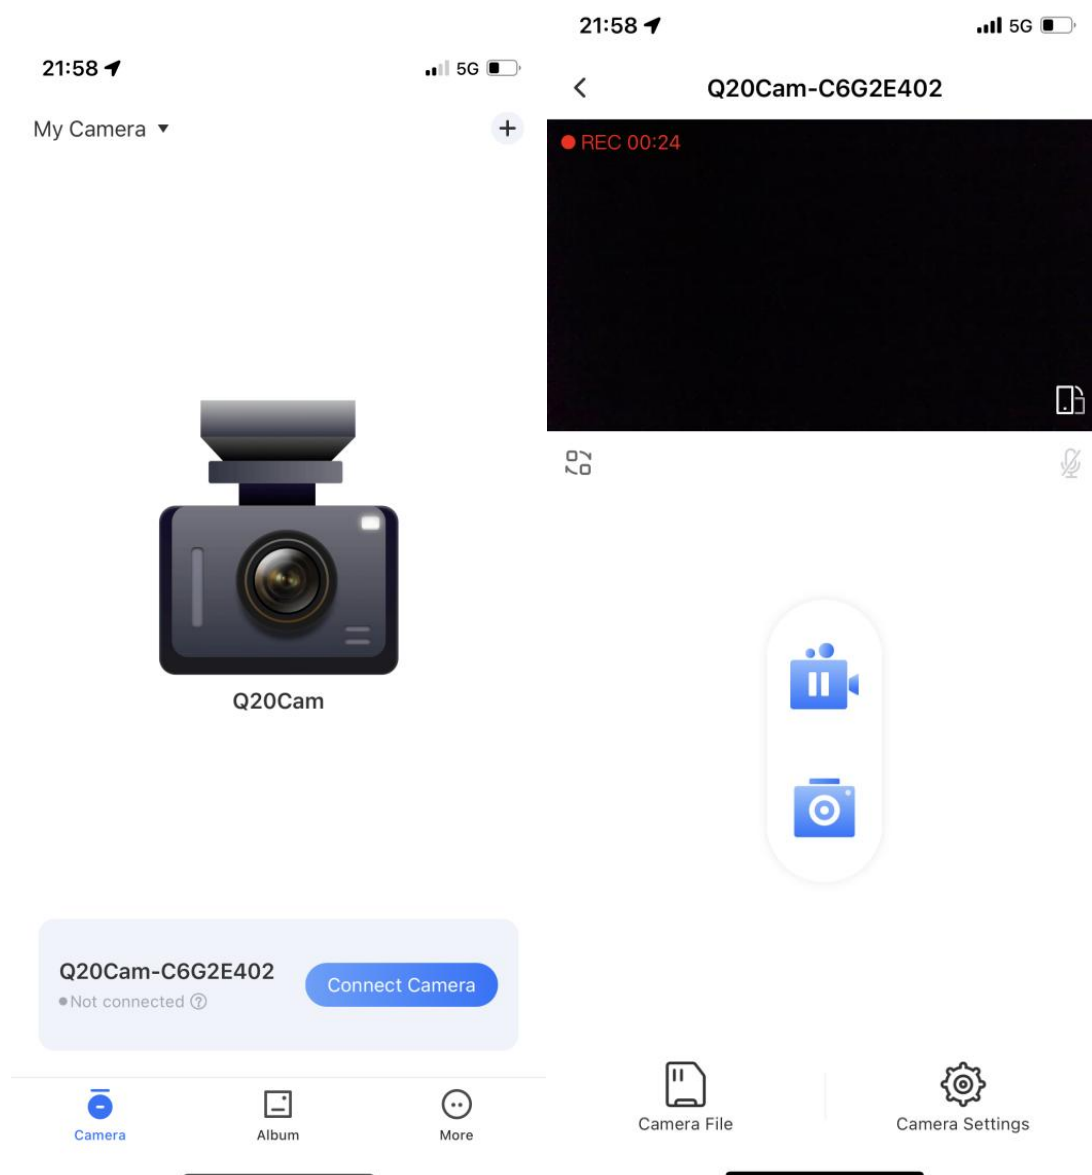 21:58
5G
My Camera
Q20Cam
Q20Cam-C6G2E402
Not connected
Connect Camera
Camera
Album
More
21:58
5G
Q20Cam-C6G2E402
REC 00:24
Camera File
Camera Settings